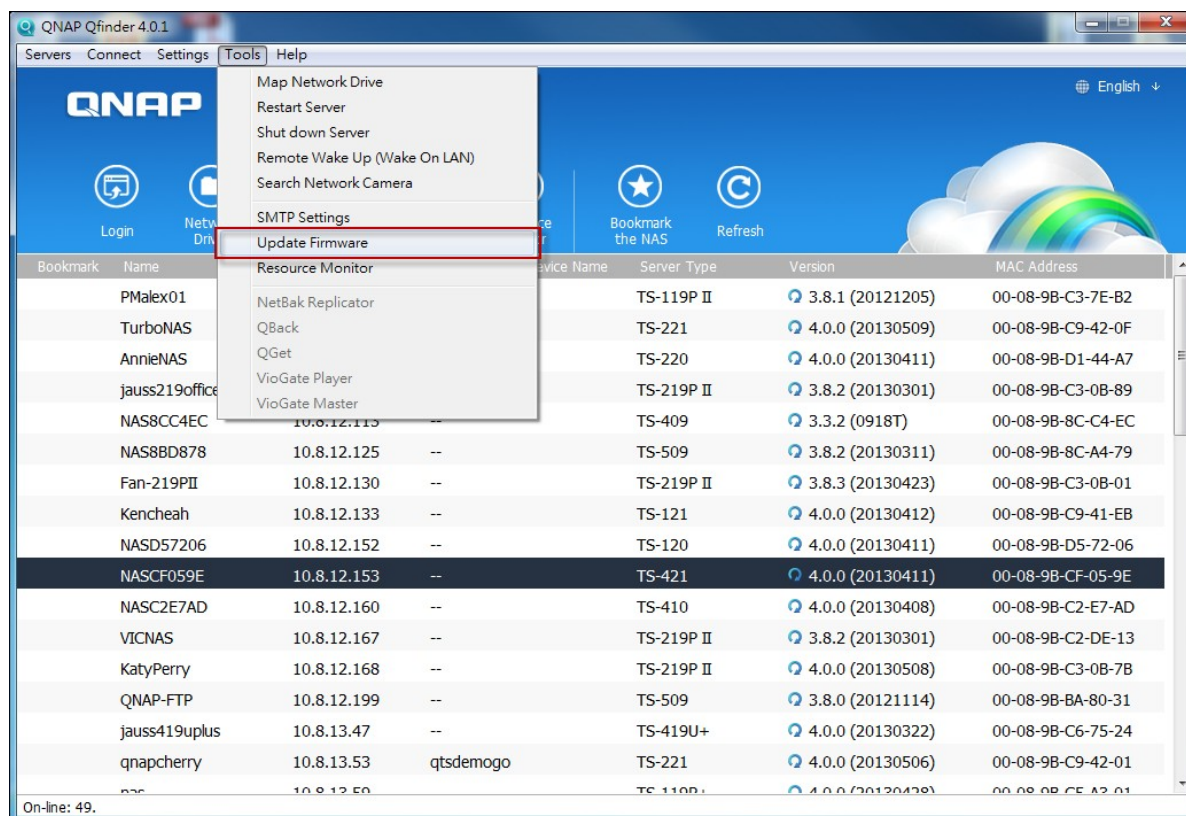 QNAP Qfinder 4.0.1
Servers Connect Settings Tools Help
QNAP
English
Map Network Drive
Restart Server
Shut down Server
Remote Wake Up (Wake On LAN)
Search Network Camera
SMTP Settings
Update Firmware
Resource Monitor
NetBak Replicator
QBack
QGet
VioGate Player
VioGate Master
Login
Bookmark
the NAS
Refresh
Bookmark Name Server Type Version MAC Address
PMalex01 TS-119P II 3.8.1 (20121205) 00-08-9B-C3-7E-B2
TurboNAS TS-221 4.0.0 (20130509) 00-08-9B-C9-42-0F
AnnieNAS TS-220 4.0.0 (20130411) 00-08-9B-D1-44-A7
jauss219office TS-219P II 3.8.2 (20130301) 00-08-9B-C3-0B-89
NAS8CC4EC 10.8.12.113 -- TS-409 3.3.2 (0918T) 00-08-9B-8C-C4-EC
NAS8BD878 10.8.12.125 -- TS-509 3.8.2 (20130311) 00-08-9B-8C-A4-79
Fan-219PII 10.8.12.130 -- TS-219P II 3.8.3 (20130423) 00-08-9B-C3-0B-01
Kencheah 10.8.12.133 -- TS-121 4.0.0 (20130412) 00-08-9B-C9-41-EB
NASD57206 10.8.12.152 -- TS-120 4.0.0 (20130411) 00-08-9B-D5-72-06
NASCF059E 10.8.12.153 -- TS-421 4.0.0 (20130411) 00-08-9B-CF-05-9E
NASC2E7AD 10.8.12.160 -- TS-410 4.0.0 (20130408) 00-08-9B-C2-E7-AD
VICNAS 10.8.12.167 -- TS-219P II 3.8.2 (20130301) 00-08-9B-C2-DE-13
KatyPerry 10.8.12.168 -- TS-219P II 4.0.0 (20130508) 00-08-9B-C3-0B-7B
QNAP-FTP 10.8.12.199 -- TS-509 3.8.0 (20121114) 00-08-9B-BA-80-31
jauss419uplus 10.8.13.47 -- TS-419U+ 4.0.0 (20130322) 00-08-9B-C6-75-24
qnapcherry 10.8.13.53 qtsdemogo TS-221 4.0.0 (20130506) 00-08-9B-C9-42-01
On-line: 49.